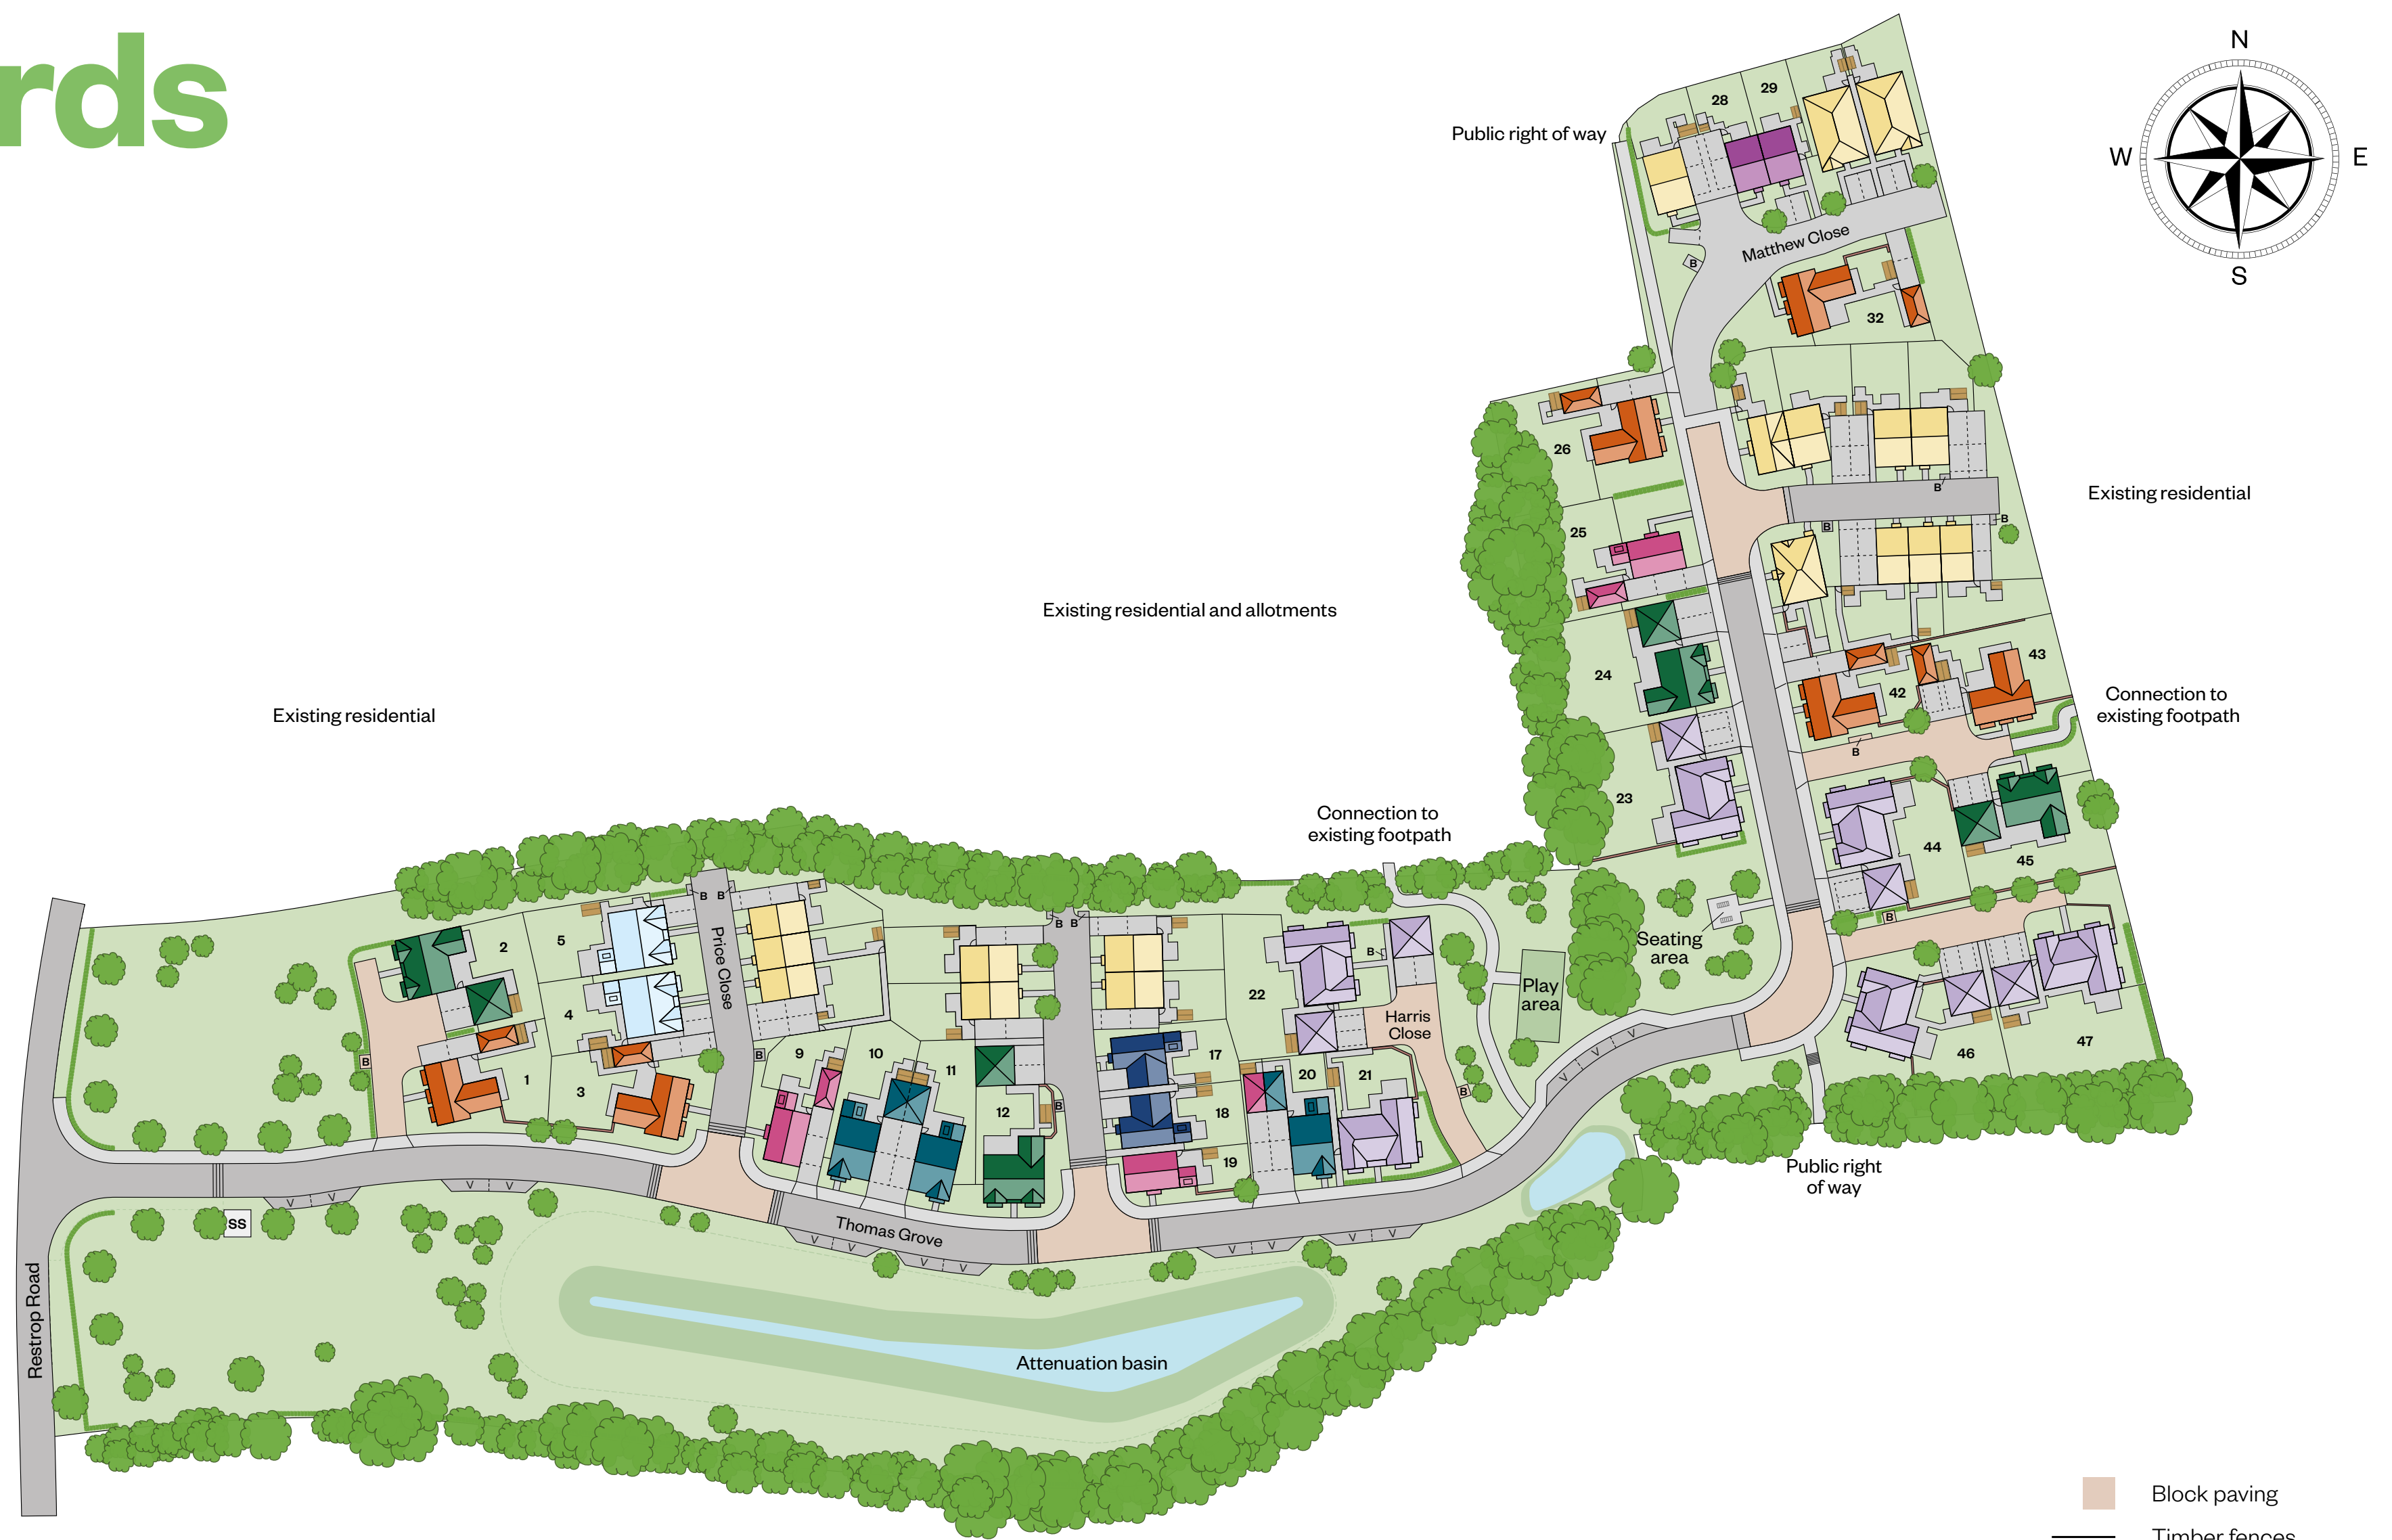 rds
N
W
E
S
Public right of way
28
29
Matthew Close
B
32
26
B
Existing residential
B
B
25
Existing residential and allotments
24
42
43
B
Connection to
existing footpath
Existing residential
23
44
45
B
Connection to
existing footpath
Seating
area
Play
area
46
47
Public right
of way
2
5
4
B B
Price Close
1
3
B
B
9
10
11
12
B B
B
17
18
19
20
21
22
B
Harris
Close
B
V V V
V V
V V
SS
Thomas Grove
V V
V V
V V
V V
Restrop Road
Attenuation basin
Block paving
Timber fences